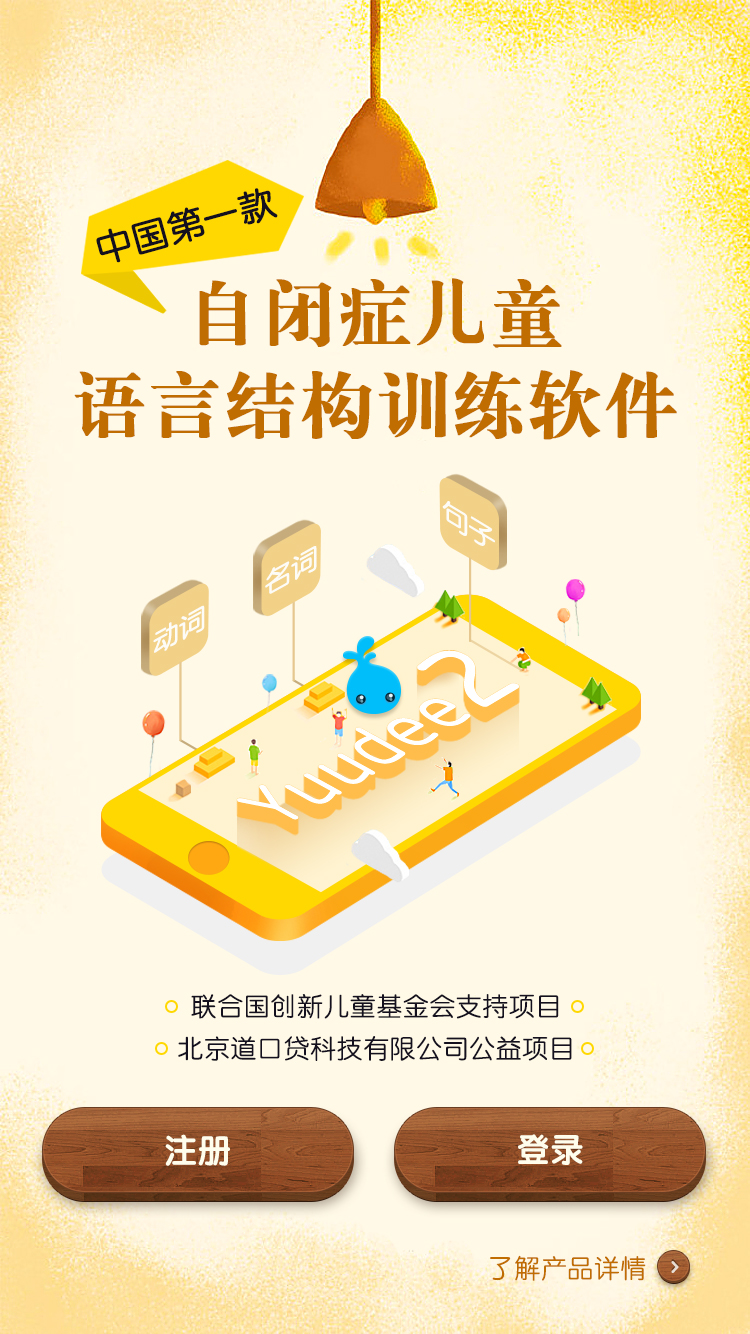 中国第一款
自闭症儿童
语言结构训练软件
句子
名词
动词
Yuudee2
联合国创新儿童基金会支持项目
北京道口贷科技有限公司公益项目
注册
登录
了解产品详情